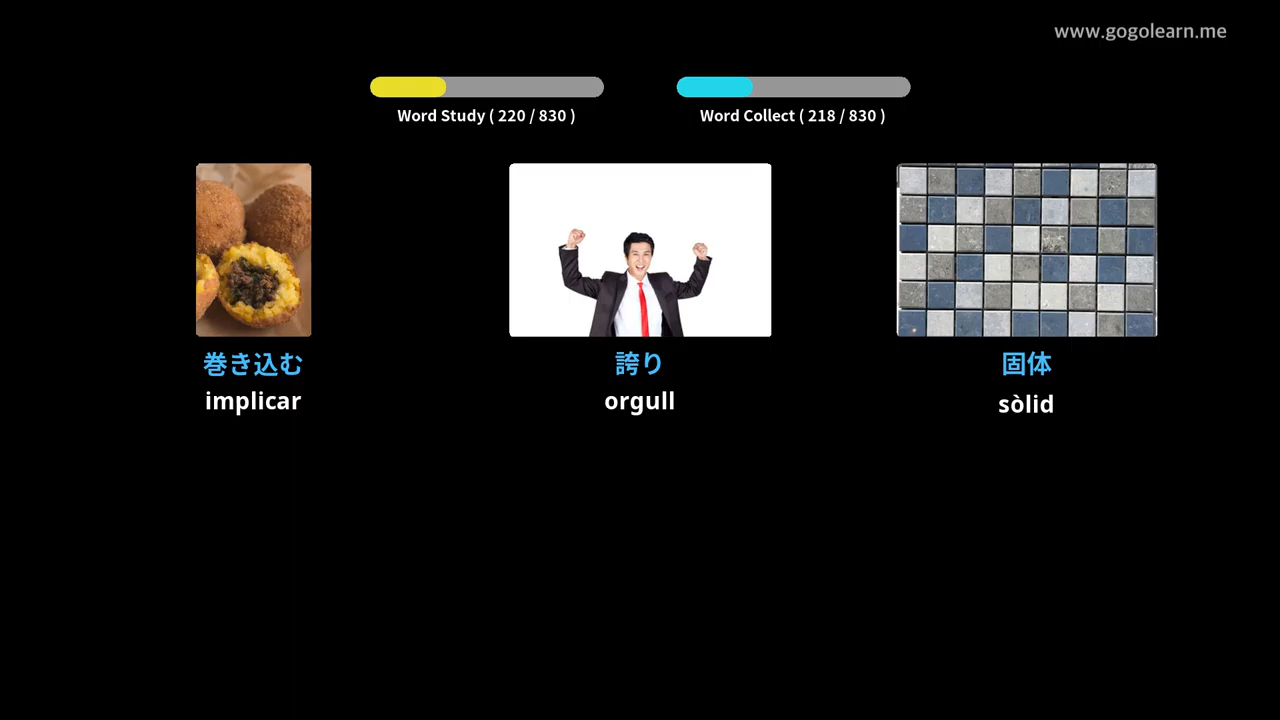 www.gogolearn.me
Word Study ( 220 / 830 )
Word Collect ( 218 / 830 )
巻き込む
誇り
固体
implicar
orgull
sòlid